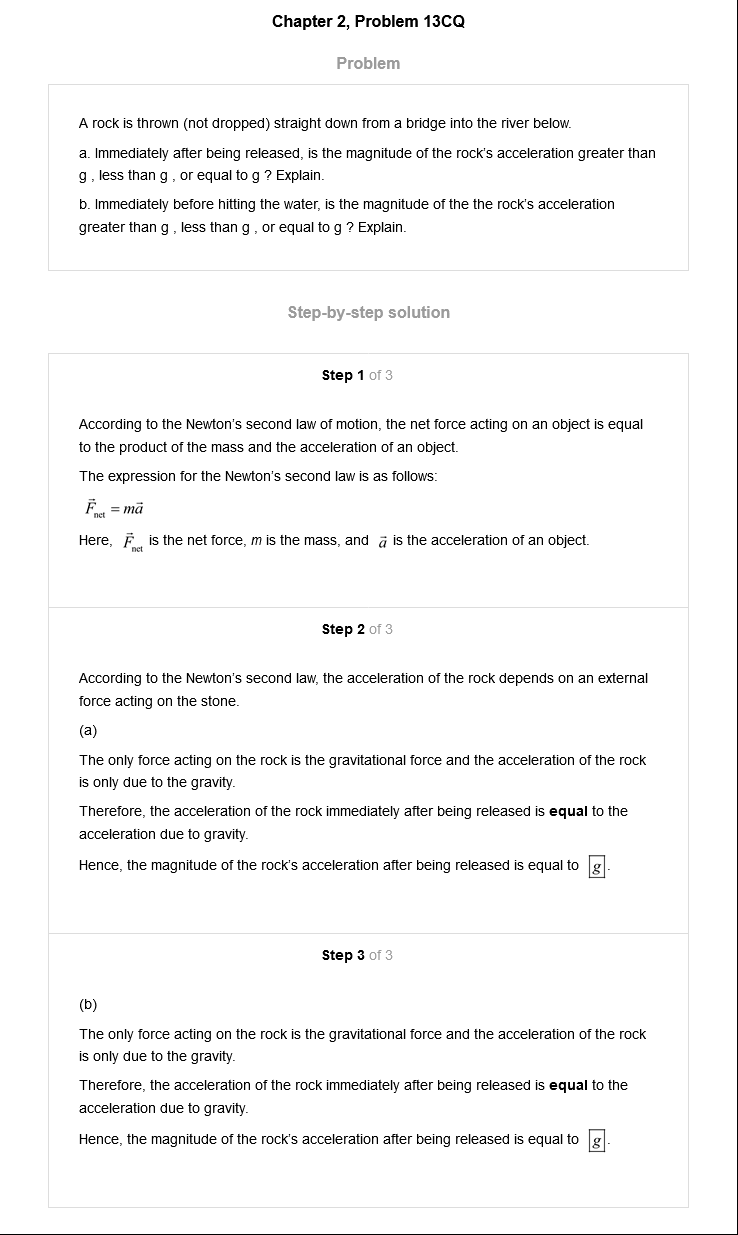 Chapter 2, Problem 13CQ
Problem
A rock is thrown (not dropped) straight down from a bridge into the river below.
a. Immediately after being released, is the magnitude of the rock's acceleration greater than
g , less than g , or equal to g ? Explain.
b. Immediately before hitting the water, is the magnitude of the the rock's acceleration
greater than g , less than g , or equal to g ? Explain.
Step-by-step solution
Step 1 of 3
According to the Newton's second law of motion, the net force acting on an object is equal
to the product of the mass and the acceleration of an object.
The expression for the Newton's second law is as follows:
F⃗net = ma⃗
Here, F⃗net is the net force, m is the mass, and a⃗ is the acceleration of an object.
Step 2 of 3
According to the Newton's second law, the acceleration of the rock depends on an external
force acting on the stone.
(a)
The only force acting on the rock is the gravitational force and the acceleration of the rock
is only due to the gravity.
Therefore, the acceleration of the rock immediately after being released is equal to the
acceleration due to gravity.
Hence, the magnitude of the rock's acceleration after being released is equal to g.
Step 3 of 3
(b)
The only force acting on the rock is the gravitational force and the acceleration of the rock
is only due to the gravity.
Therefore, the acceleration of the rock immediately after being released is equal to the
acceleration due to gravity.
Hence, the magnitude of the rock's acceleration after being released is equal to g.